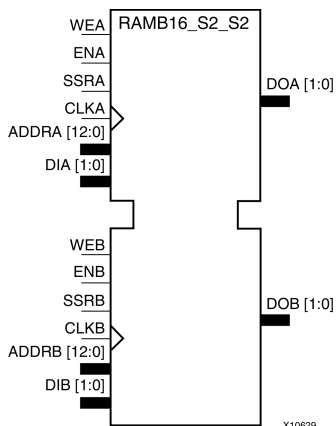 RAMB16_S2_S2
WEA
ENA
SSRA
CLKA
ADDRA [12:0]
DIA [1:0]
DOA [1:0]
WEB
ENB
SSRB
CLKB
ADDRB [12:0]
DIB [1:0]
DOB [1:0]
X10629